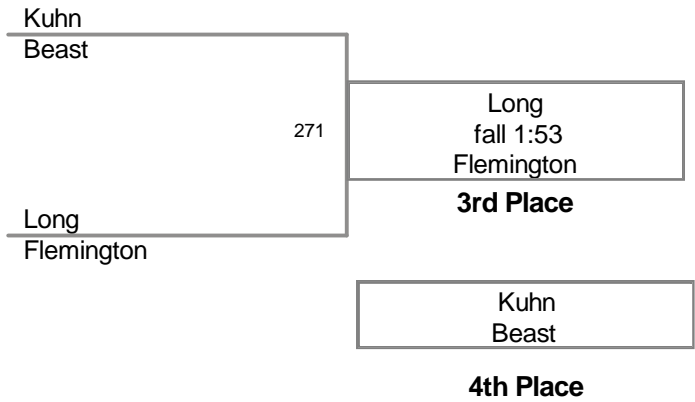 Kuhn
Beast
271
Long
fall 1:53
Flemington
3rd Place
Long
Flemington
Kuhn
Beast
4th Place